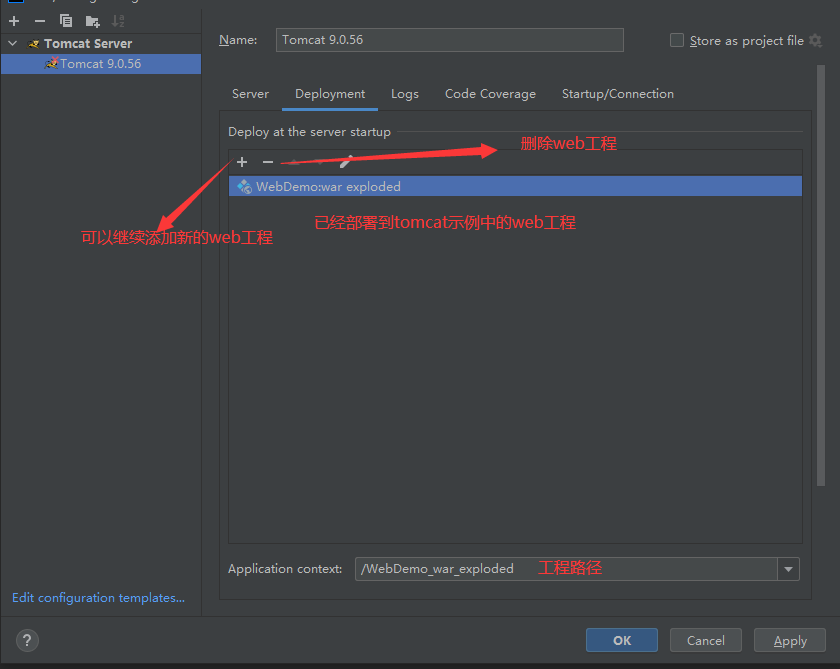 Tomcat Server
Tomcat 9.0.56
Name:
Tomcat 9.0.56
Store as project file
Server
Deployment
Logs
Code Coverage
Startup/Connection
Deploy at the server startup
删除web工程
WebDemo:war exploded
已经部署到tomcat示例中的web工程
可以继续添加新的web工程
Application context:
/WebDemo_war_exploded
工程路径
Edit configuration templates...
?
OK
Cancel
Apply